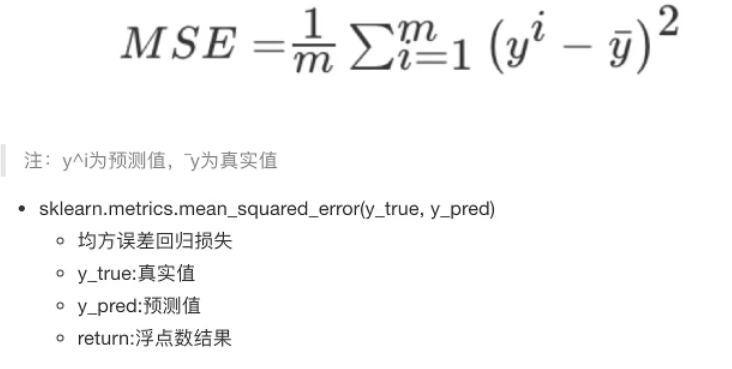 MSE = \frac{1}{m} \sum_{i=1}^{m} (y^i - \bar{y})^2
注：y^i为预测值，¯y为真实值
• sklearn.metrics.mean_squared_error(y_true, y_pred)
◦ 均方误差回归损失
◦ y_true:真实值
◦ y_pred:预测值
◦ return:浮点数结果